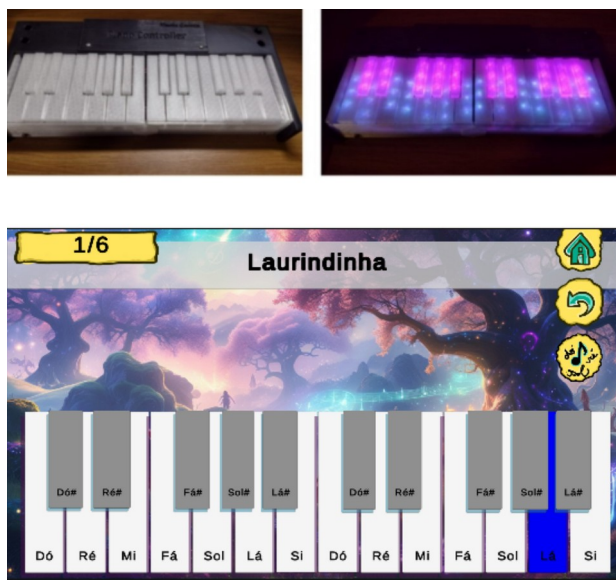 Controller
1/6
Laurindinha
Dó# Ré# Fá# Sol# Lá# Dó# Ré# Fá# Sol# Lá#
Dó Ré Mi Fá Sol Lá Si Dó Ré Mi Fá Sol Lá Si